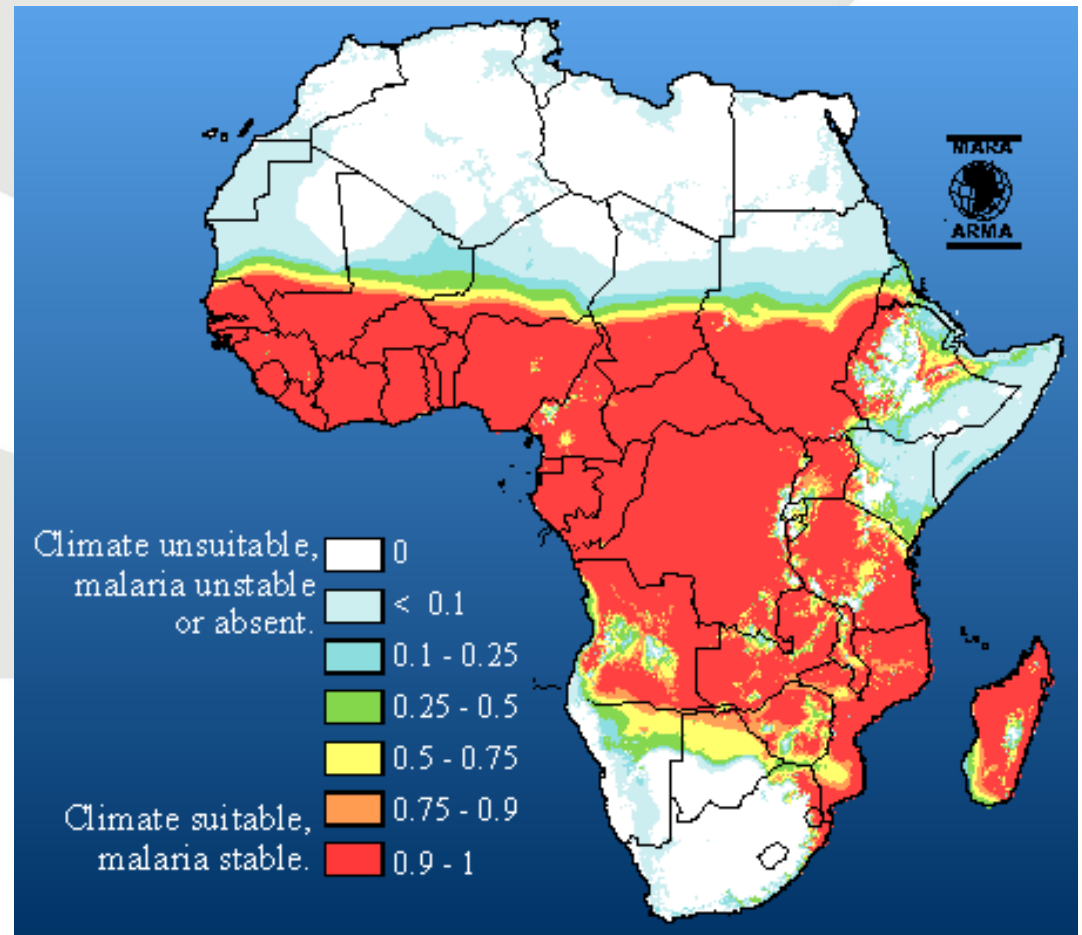 MARA
ARMA
Climate unsuitable,
malaria unstable
or absent.
0
< 0.1
0.1 - 0.25
0.25 - 0.5
0.5 - 0.75
0.75 - 0.9
Climate suitable,
malaria stable.
0.9 - 1